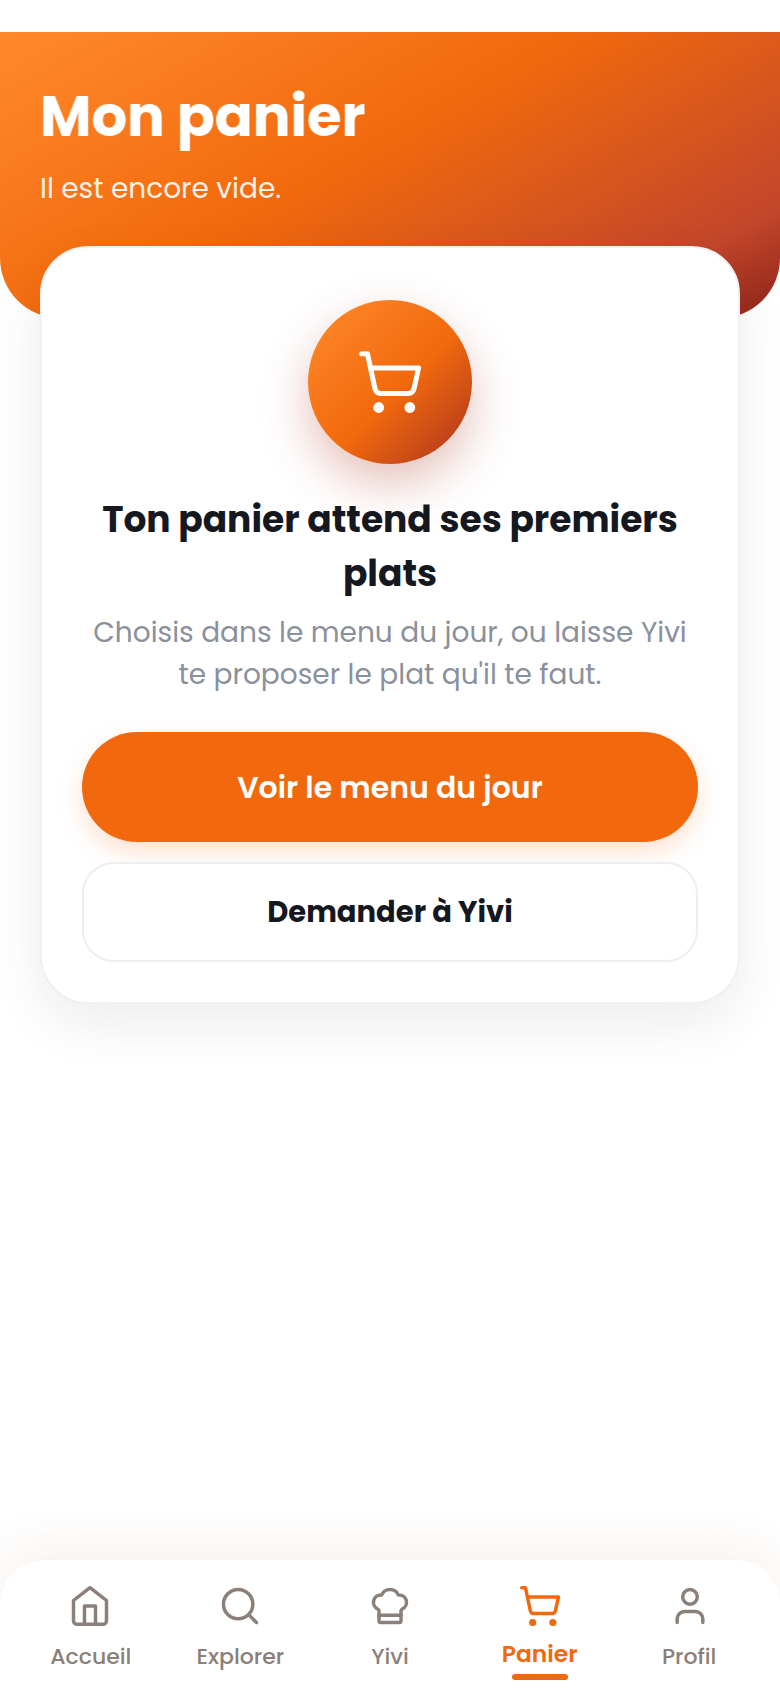 Mon panier
Il est encore vide.
Ton panier attend ses premiers
plats
Choisis dans le menu du jour, ou laisse Yivi
te proposer le plat qu'il te faut.
Voir le menu du jour
Demander à Yivi
Accueil
Explorer
Yivi
Panier
Profil